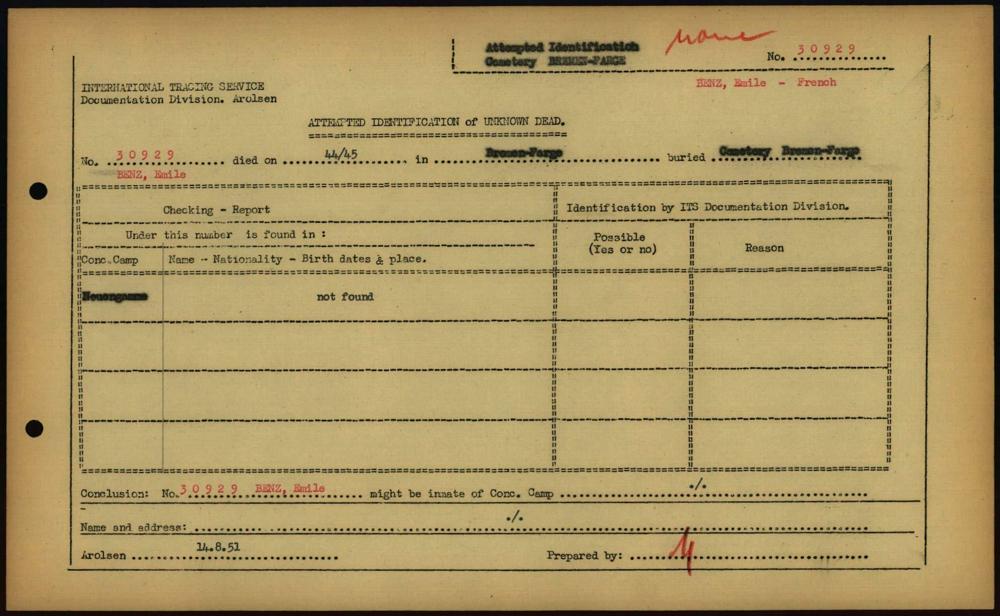 Attempted Identification
Cemetery BREMEN-FARGE
No. 30929
BENZ, Emile - French
INTERNATIONAL TRACING SERVICE
Documentation Division. Arolsen
ATTEMPTED IDENTIFICATION of UNKNOWN DEAD.
No. 30929 died on 44/45 in Bremen-Farge buried Cemetery Bremen-Farge
BENZ, Emile
Checking - Report
Identification by ITS Documentation Division.
Under this number is found in :
Possible
(Yes or no)
Reason
Conc.Camp
Name - Nationality - Birth dates & place.
Neuengamme
not found
Conclusion: No. 30929 BENZ, Emile might be inmate of Conc. Camp ./.
Name and address: ./.
Arolsen 14.8.51 Prepared by: